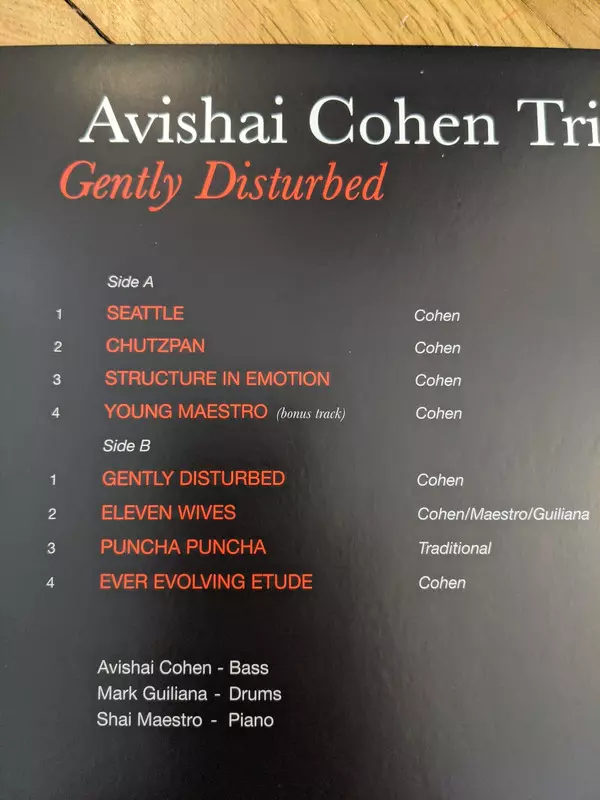 Avishai Cohen Tri
Gently Disturbed
Side A
1 SEATTLE Cohen
2 CHUTZPAN Cohen
3 STRUCTURE IN EMOTION Cohen
4 YOUNG MAESTRO (bonus track) Cohen
Side B
1 GENTLY DISTURBED Cohen
2 ELEVEN WIVES Cohen/Maestro/Guiliana
3 PUNCHA PUNCHA Traditional
4 EVER EVOLVING ETUDE Cohen
Avishai Cohen - Bass
Mark Guiliana - Drums
Shai Maestro - Piano